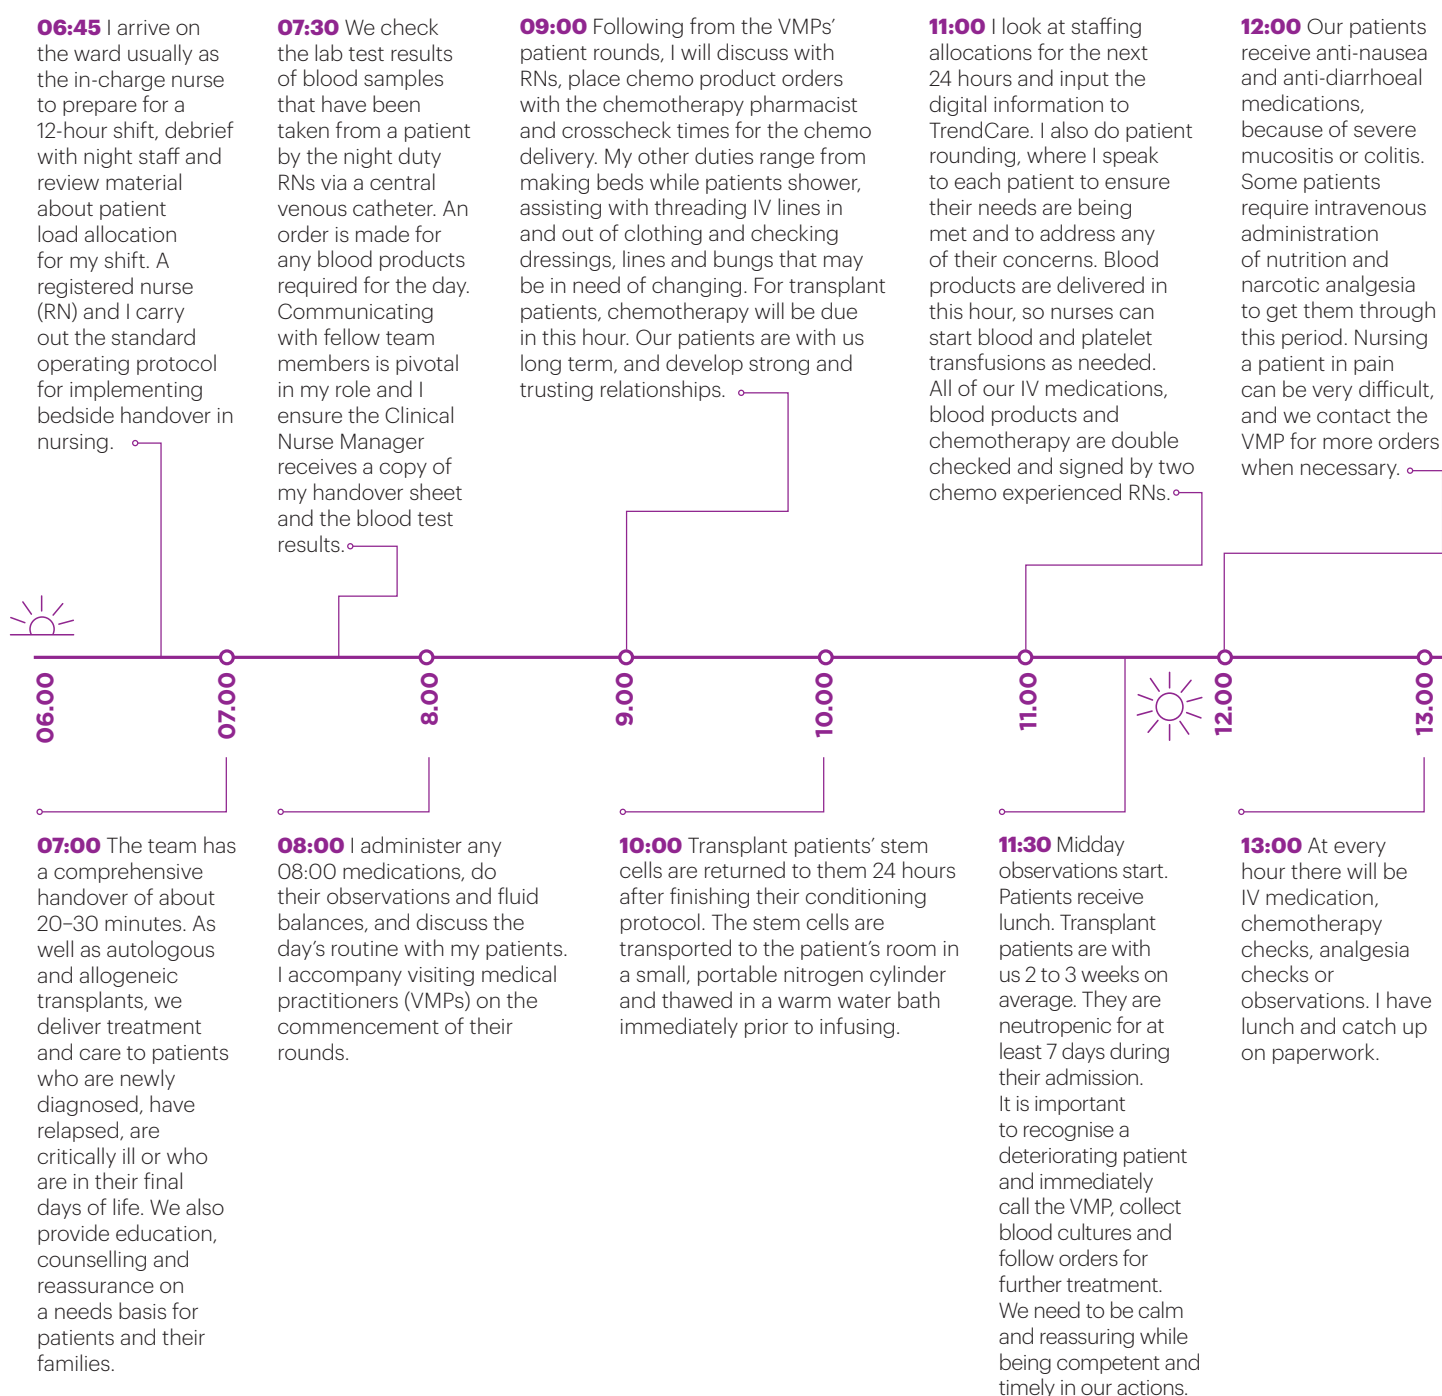 06:45 I arrive on
the ward usually as
the in-charge nurse
to prepare for a
12-hour shift, debrief
with night staff and
review material
about patient
load allocation
for my shift. A
registered nurse
(RN) and I carry
out the standard
operating protocol
for implementing
bedside handover in
nursing.
07:30 We check
the lab test results
of blood samples
that have been
taken from a patient
by the night duty
RNs via a central
venous catheter. An
order is made for
any blood products
required for the day.
Communicating
with fellow team
members is pivotal
in my role and I
ensure the Clinical
Nurse Manager
receives a copy of
my handover sheet
and the blood test
results.
09:00 Following from the VMPs’
patient rounds, I will discuss with
RNs, place chemo product orders
with the chemotherapy pharmacist
and crosscheck times for the chemo
delivery. My other duties range from
making beds while patients shower,
assisting with threading IV lines in
and out of clothing and checking
dressings, lines and bungs that may
be in need of changing. For transplant
patients, chemotherapy will be due
in this hour. Our patients are with us
long term, and develop strong and
trusting relationships.
11:00 I look at staffing
allocations for the next
24 hours and input the
digital information to
TrendCare. I also do patient
rounding, where I speak
to each patient to ensure
their needs are being
met and to address any
of their concerns. Blood
products are delivered in
this hour, so nurses can
start blood and platelet
transfusions as needed.
All of our IV medications,
blood products and
chemotherapy are double
checked and signed by two
chemo experienced RNs.
12:00 Our patients
receive anti-nausea
and anti-diarrhoeal
medications,
because of severe
mucositis or colitis.
Some patients
require intravenous
administration
of nutrition and
narcotic analgesia
to get them through
this period. Nursing
a patient in pain
can be very difficult,
and we contact the
VMP for more orders
when necessary.
06.00
07.00
8.00
9.00
10.00
11.00
12.00
13.00
07:00 The team has
a comprehensive
handover of about
20–30 minutes. As
well as autologous
and allogeneic
transplants, we
deliver treatment
and care to patients
who are newly
diagnosed, have
relapsed, are
critically ill or who
are in their final
days of life. We also
provide education,
counselling and
reassurance on
a needs basis for
patients and their
families.
08:00 I administer any
08:00 medications, do
their observations and fluid
balances, and discuss the
day’s routine with my patients.
I accompany visiting medical
practitioners (VMPs) on the
commencement of their
rounds.
10:00 Transplant patients’ stem
cells are returned to them 24 hours
after finishing their conditioning
protocol. The stem cells are
transported to the patient’s room in
a small, portable nitrogen cylinder
and thawed in a warm water bath
immediately prior to infusing.
11:30 Midday
observations start.
Patients receive
lunch. Transplant
patients are with
us 2 to 3 weeks on
average. They are
neutropenic for at
least 7 days during
their admission.
It is important
to recognise a
deteriorating patient
and immediately
call the VMP, collect
blood cultures and
follow orders for
further treatment.
We need to be calm
and reassuring while
being competent and
timely in our actions.
13:00 At every
hour there will be
IV medication,
chemotherapy
checks, analgesia
checks or
observations. I have
lunch and catch up
on paperwork.